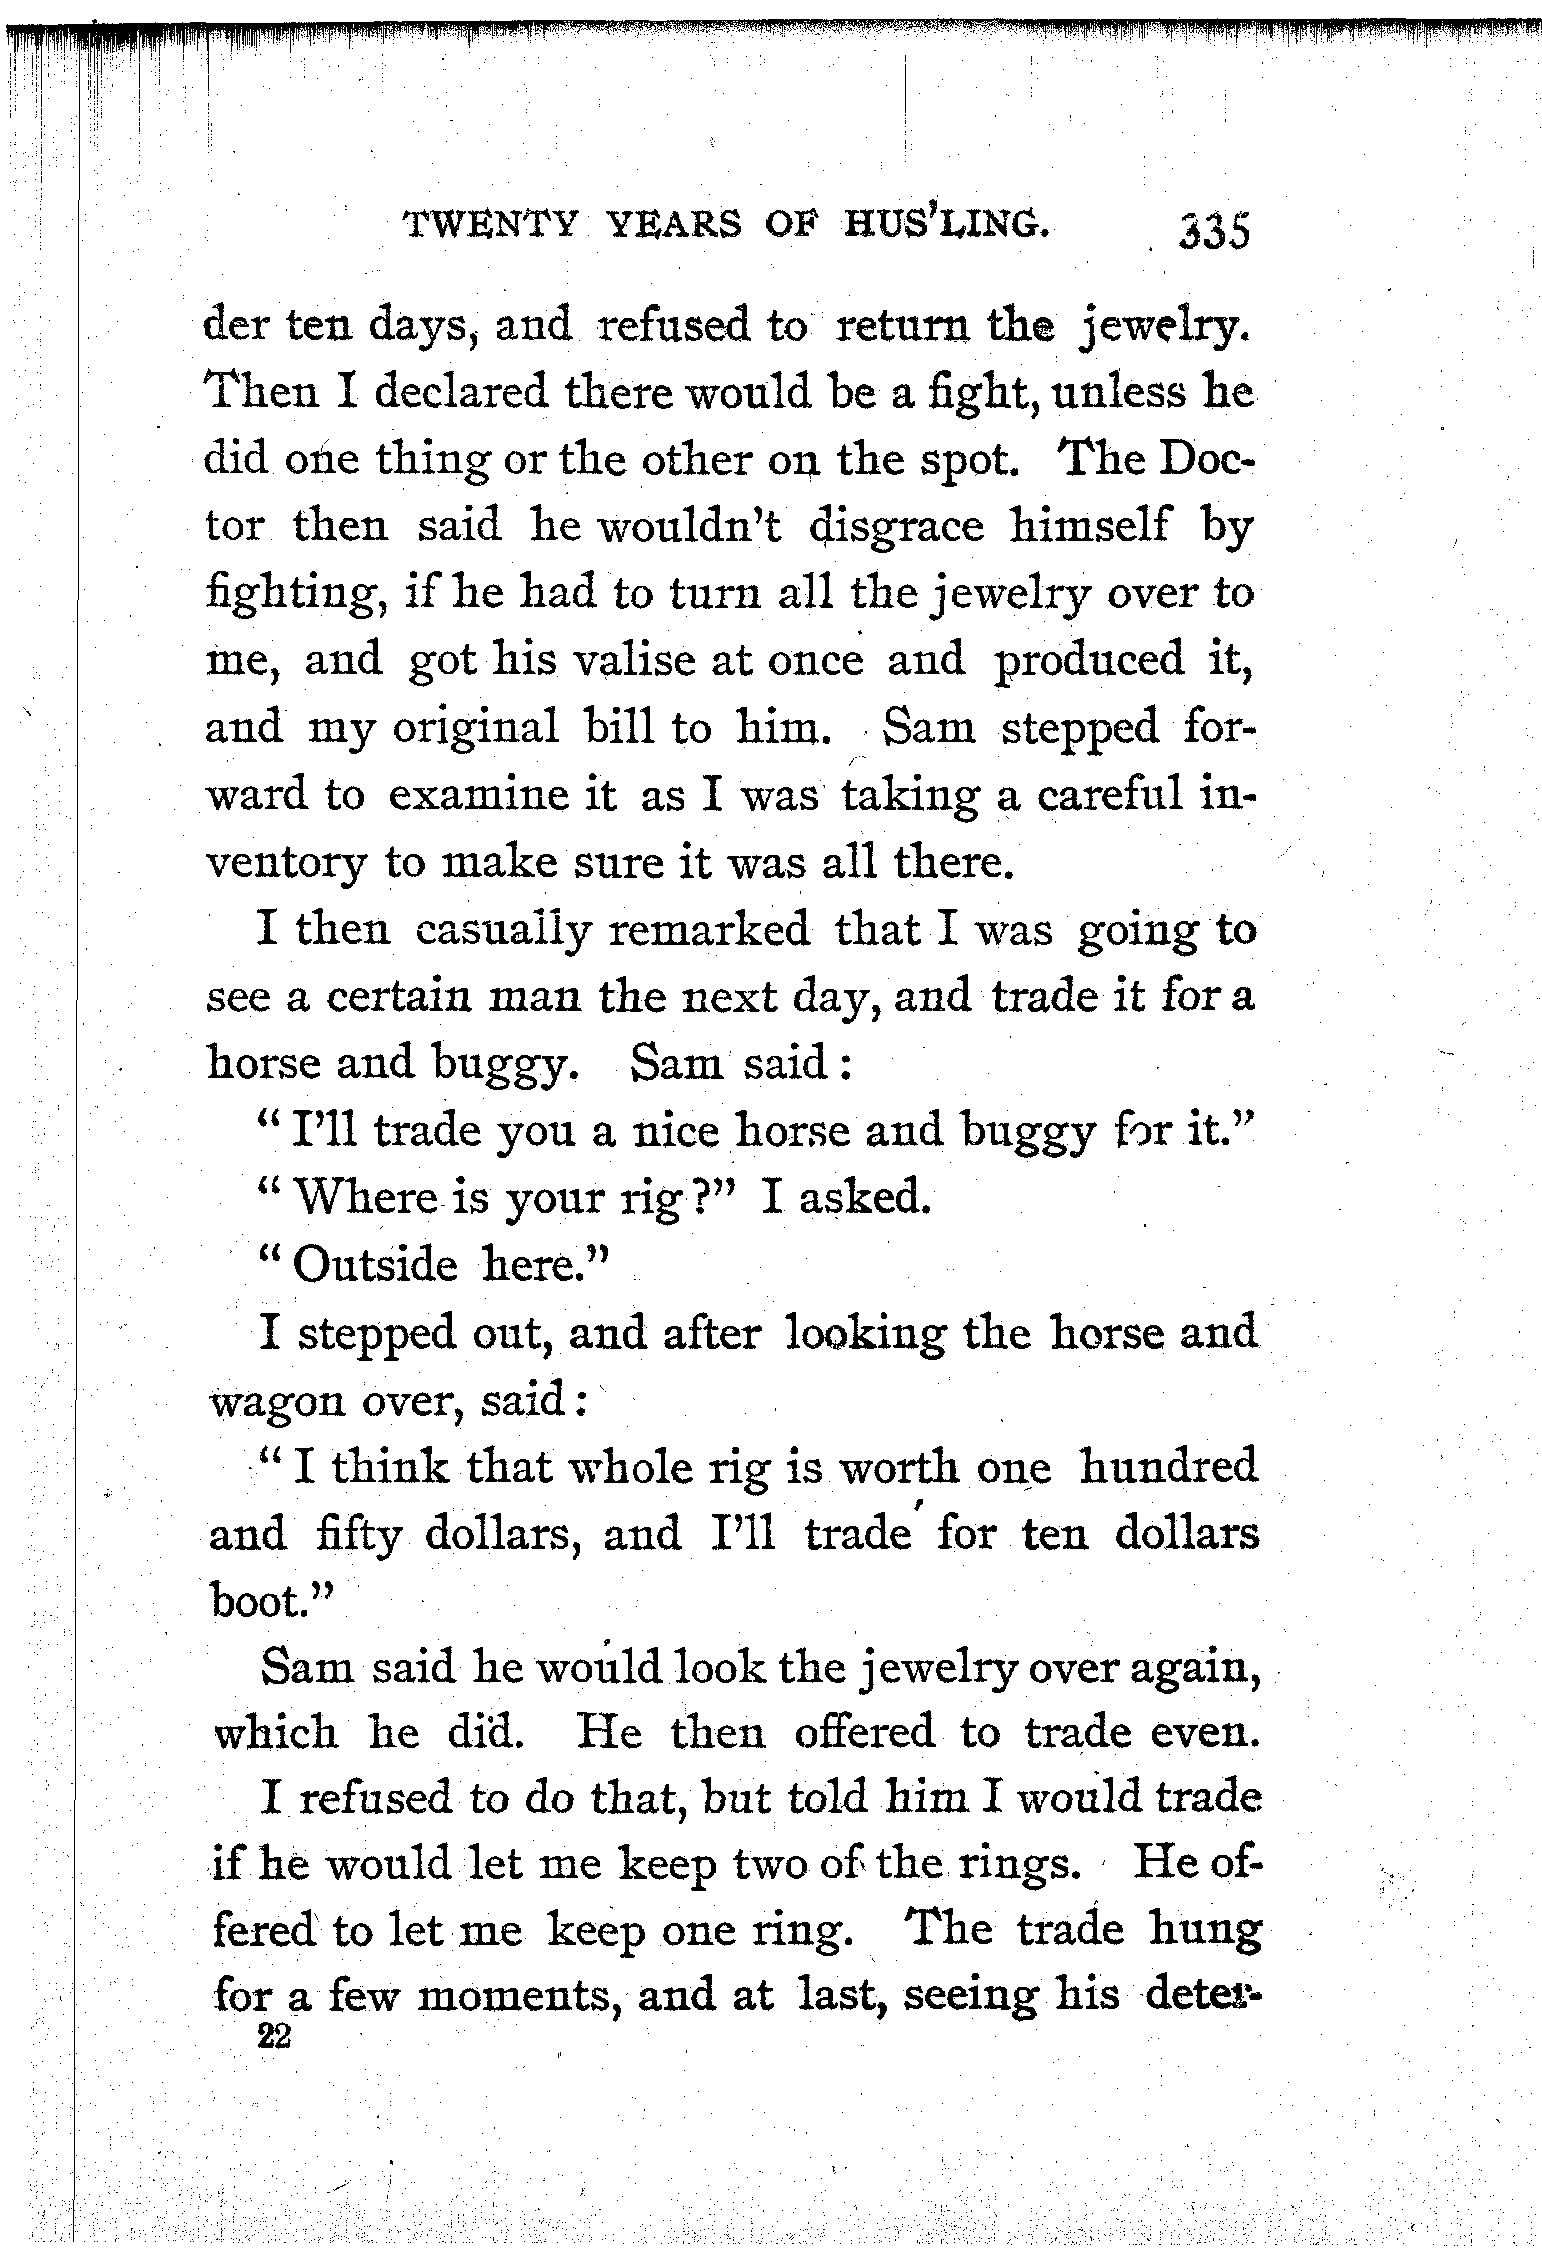 TWENTY YEARS OF HUS'LING. 335
der ten days, and refused to return the jewelry.
Then I declared there would be a fight, unless he
did one thing or the other on the spot. The Doc-
tor then said he wouldn't disgrace himself by
fighting, if he had to turn all the jewelry over to
me, and got his valise at once and produced it,
and my original bill to him. Sam stepped for-
ward to examine it as I was taking a careful in-
ventory to make sure it was all there.
I then casually remarked that I was going to
see a certain man the next day, and trade it for a
horse and buggy. Sam said:
"I'll trade you a nice horse and buggy for it."
"Where is your rig?" I asked.
"Outside here."
I stepped out, and after looking the horse and
wagon over, said:
"I think that whole rig is worth one hundred
and fifty dollars, and I'll trade for ten dollars
boot."
Sam said he would look the jewelry over again,
which he did. He then offered to trade even.
I refused to do that, but told him I would trade
if he would let me keep two of the rings. He of-
fered to let me keep one ring. The trade hung
for a few moments, and at last, seeing his deter-
22